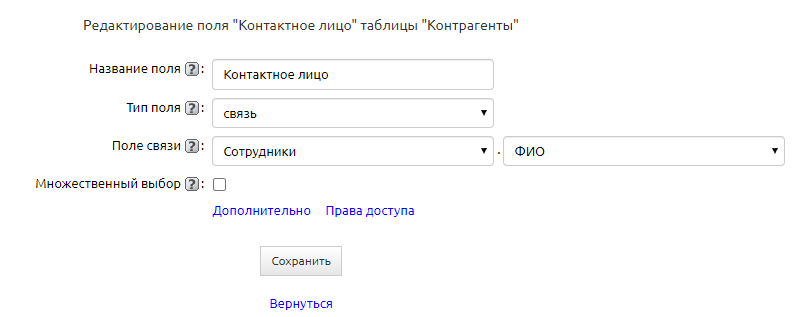 Редактирование поля "Контактное лицо" таблицы "Контрагенты"
Название поля ? : Контактное лицо
Тип поля ? : связь
Поле связи ? : Сотрудники . ФИО
Множественный выбор ? :
Дополнительно Права доступа
Сохранить
Вернуться